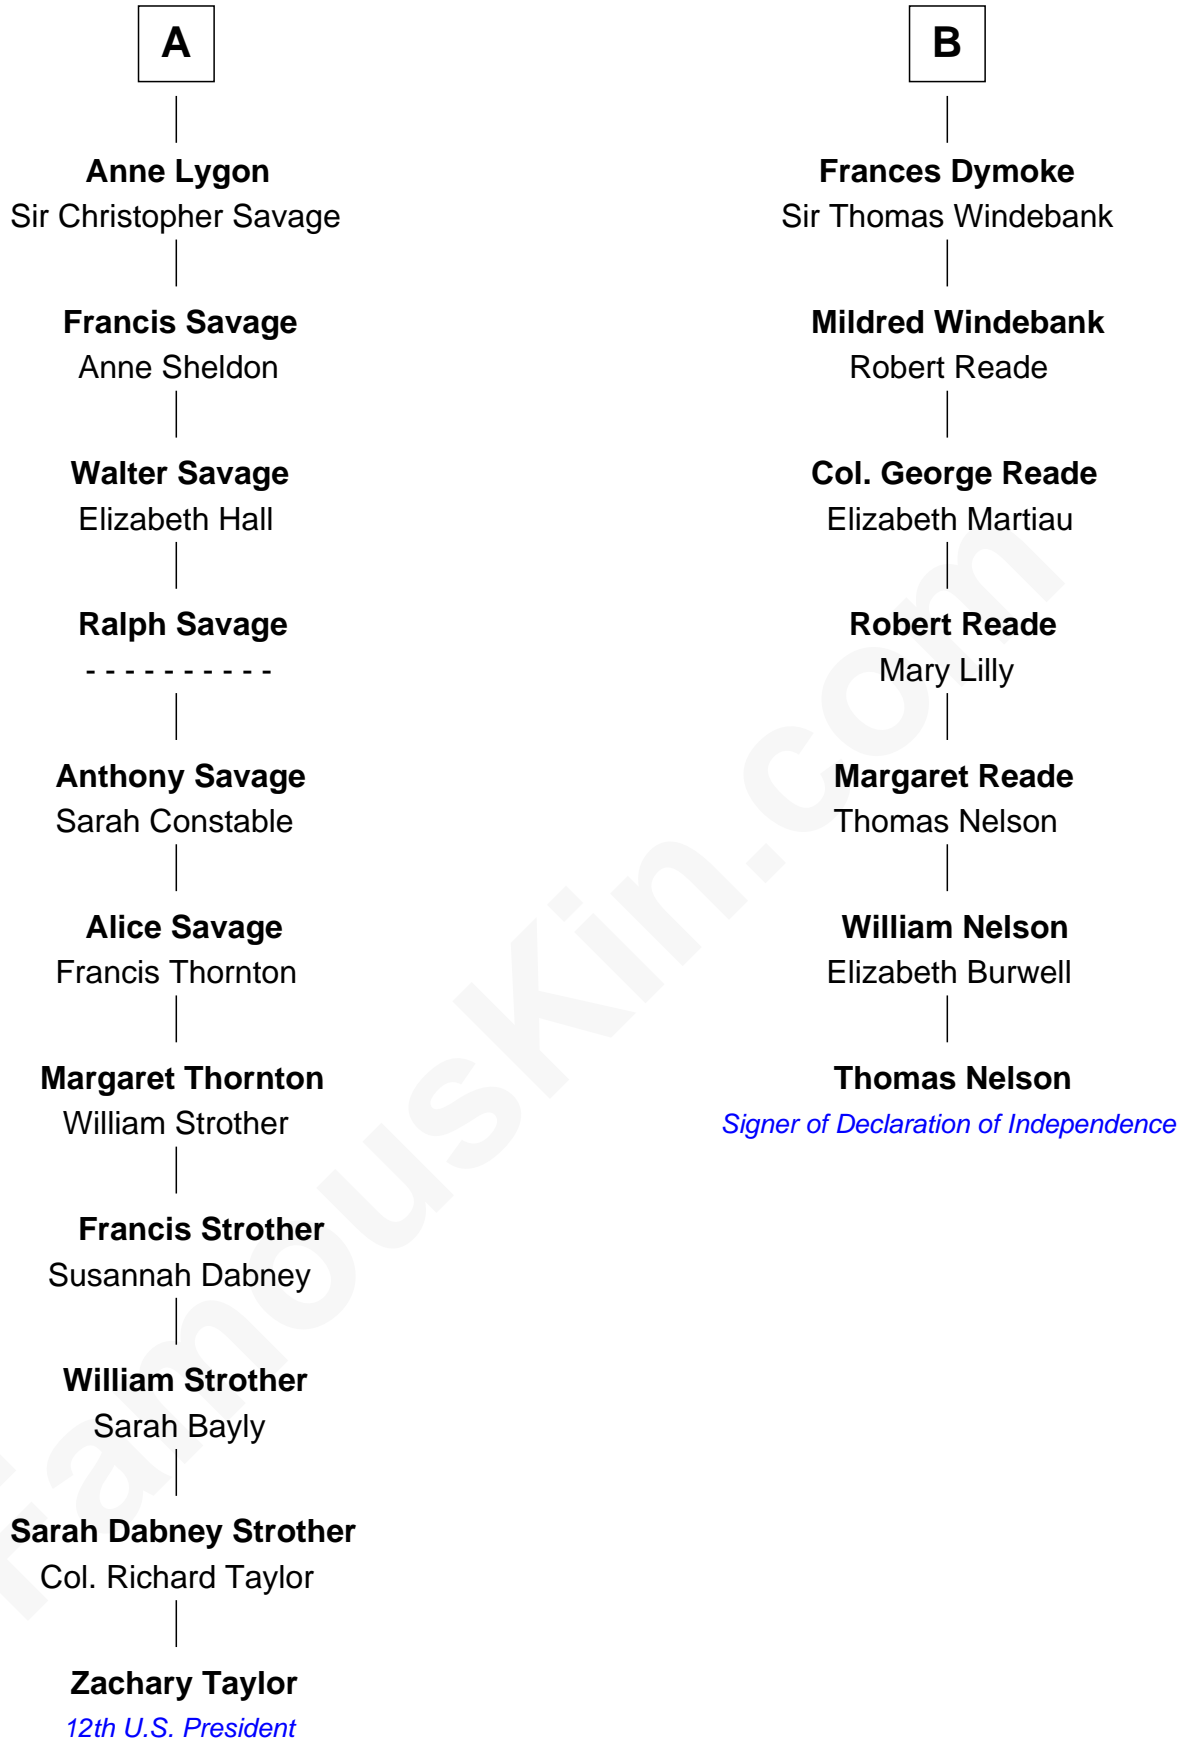 A
Anne Lygon
Sir Christopher Savage
Francis Savage
Anne Sheldon
Walter Savage
Elizabeth Hall
Ralph Savage
- - - - - - - - - -
Anthony Savage
Sarah Constable
Alice Savage
Francis Thornton
Margaret Thornton
William Strother
Francis Strother
Susannah Dabney
William Strother
Sarah Bayly
Sarah Dabney Strother
Col. Richard Taylor
Zachary Taylor
12th U.S. President
B
Frances Dymoke
Sir Thomas Windebank
Mildred Windebank
Robert Reade
Col. George Reade
Elizabeth Martiau
Robert Reade
Mary Lilly
Margaret Reade
Thomas Nelson
William Nelson
Elizabeth Burwell
Thomas Nelson
Signer of Declaration of Independence
famousKin.com